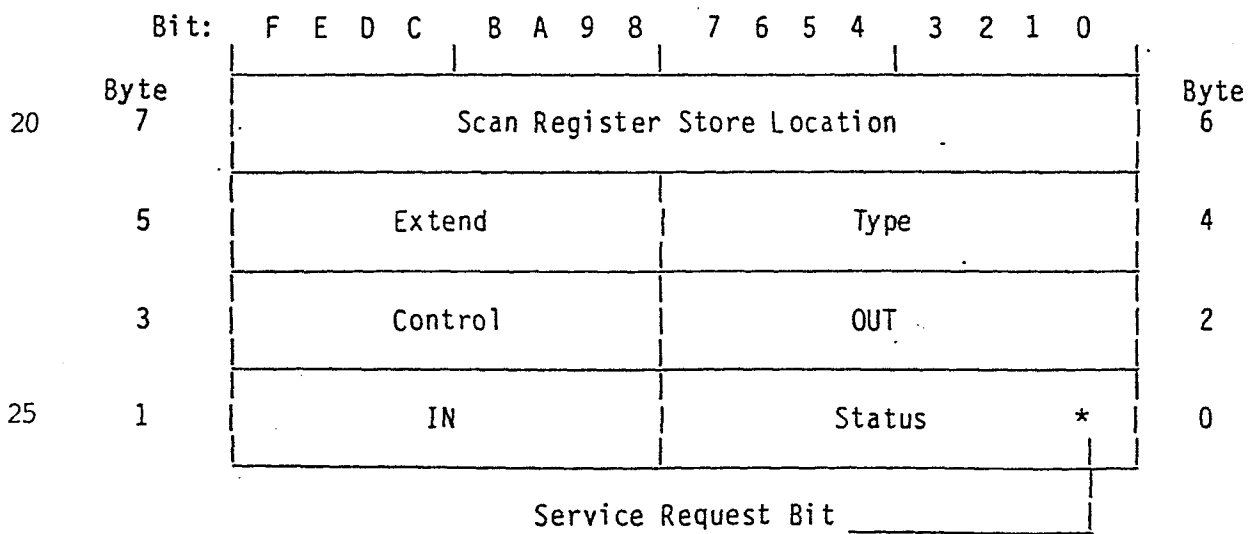 Bit: F E D C B A 9 8 7 6 5 4 3 2 1 0
Byte Byte
20 7 Scan Register Store Location 6
5 Extend Type 4
3 Control OUT 2
25 1 IN Status * 0
Service Request Bit